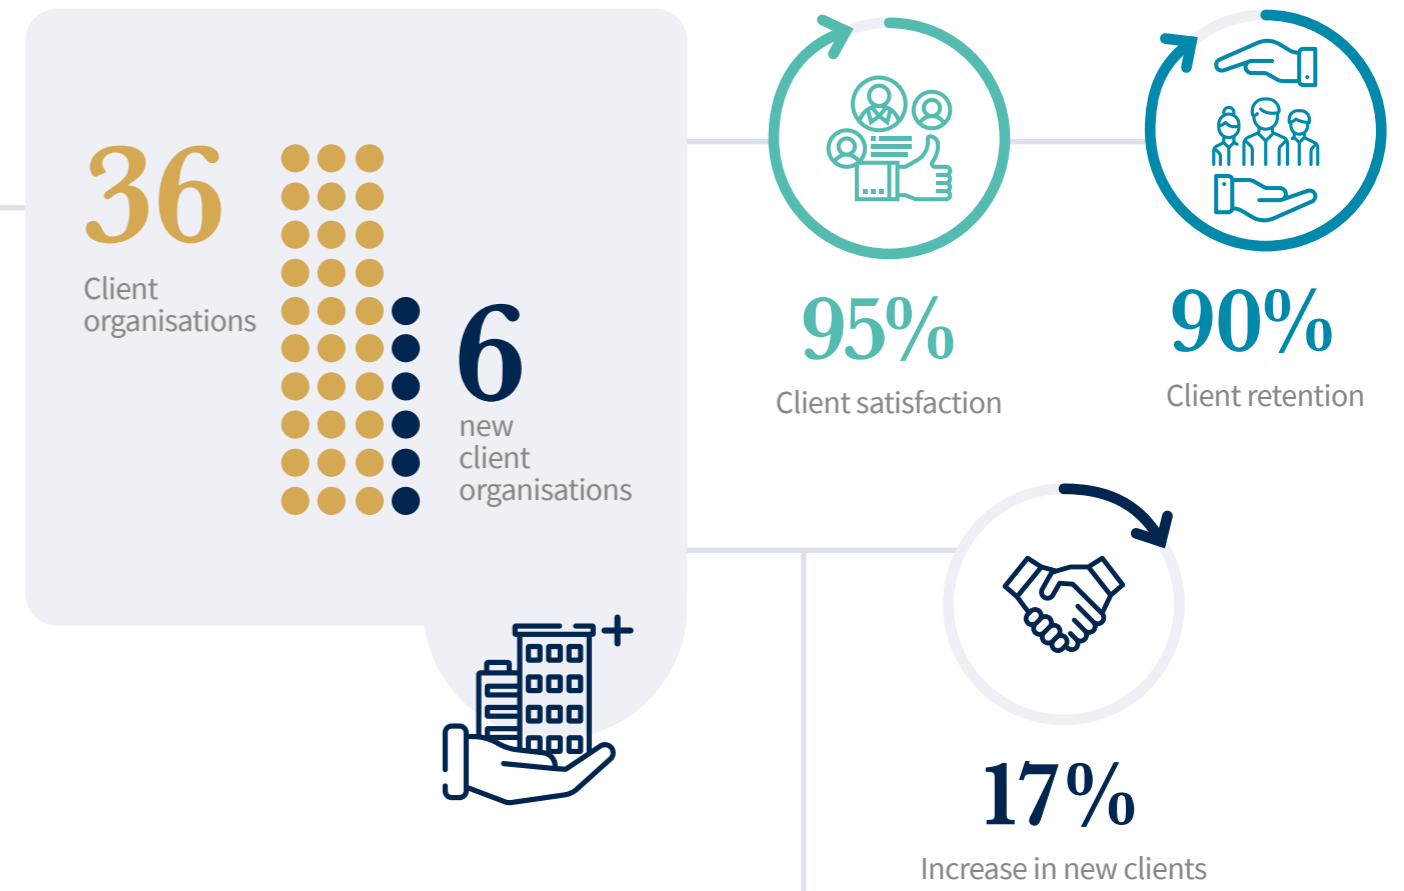 36
Client
organisations
6
new
client
organisations
95%
Client satisfaction
90%
Client retention
17%
Increase in new clients